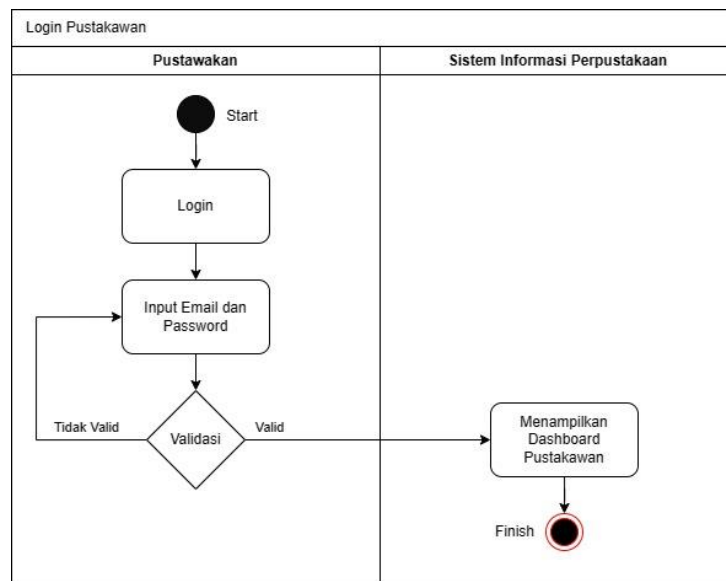 Login Pustakawan
Pustawakan
Sistem Informasi Perpustakaan
Start
Login
Input Email dan
Password
Tidak Valid
Validasi
Valid
Menampilkan
Dashboard
Pustakawan
Finish